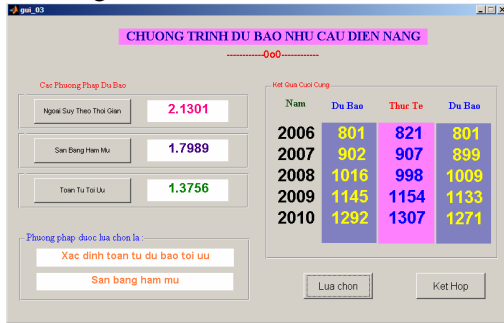 gui_03
CHUONG TRINH DU BAO NHU CAU DIEN NANG
------------0o0------------
Cac Phuong Phap Du Bao
Ngoai Suy Theo Thoi Gian 2.1301
San Bang Ham Mu 1.7989
Toan Tu Toi Uu 1.3756
Phuong phap duoc lua chon la :
Xac dinh toan tu du bao toi uu
San bang ham mu
Ket Qua Cuoi Cung
Nam Du Bao Thuc Te Du Bao
2006 801 821 801
2007 902 907 899
2008 1016 998 1009
2009 1145 1154 1133
2010 1292 1307 1271
Lua chon Ket Hop